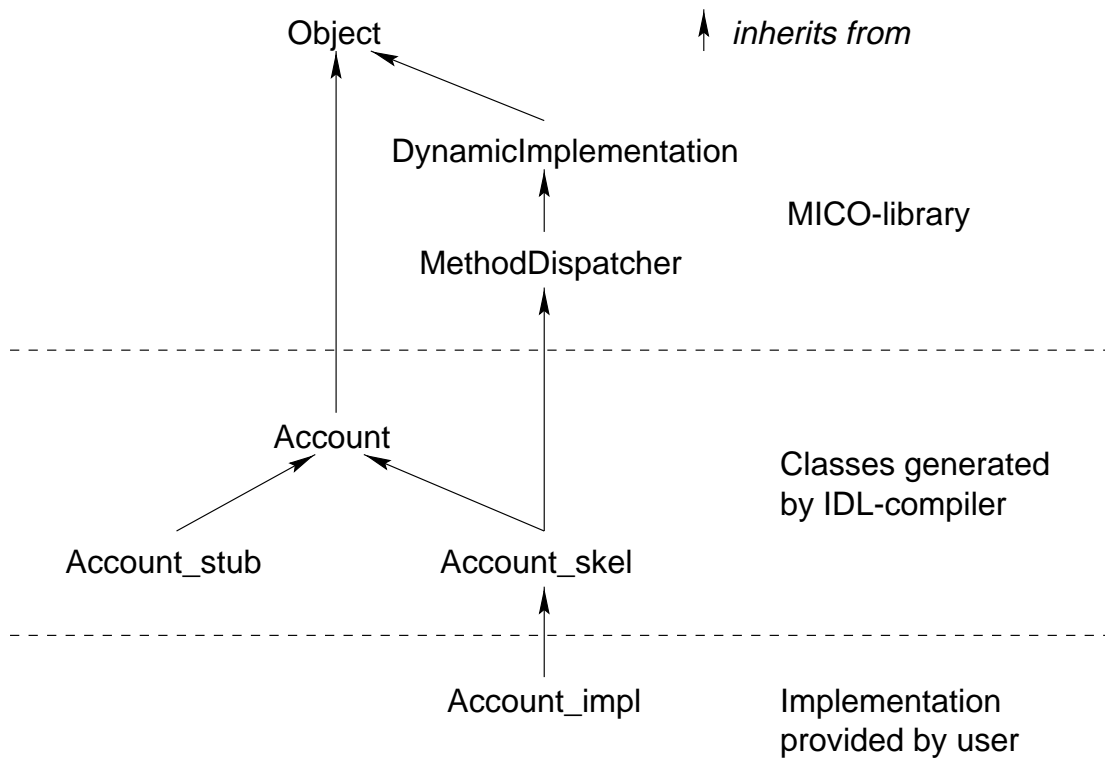 Object
inherits from
DynamicImplementation
MICO-library
MethodDispatcher
Account
Classes generated
by IDL-compiler
Account_stub
Account_skel
Account_impl
Implementation
provided by user